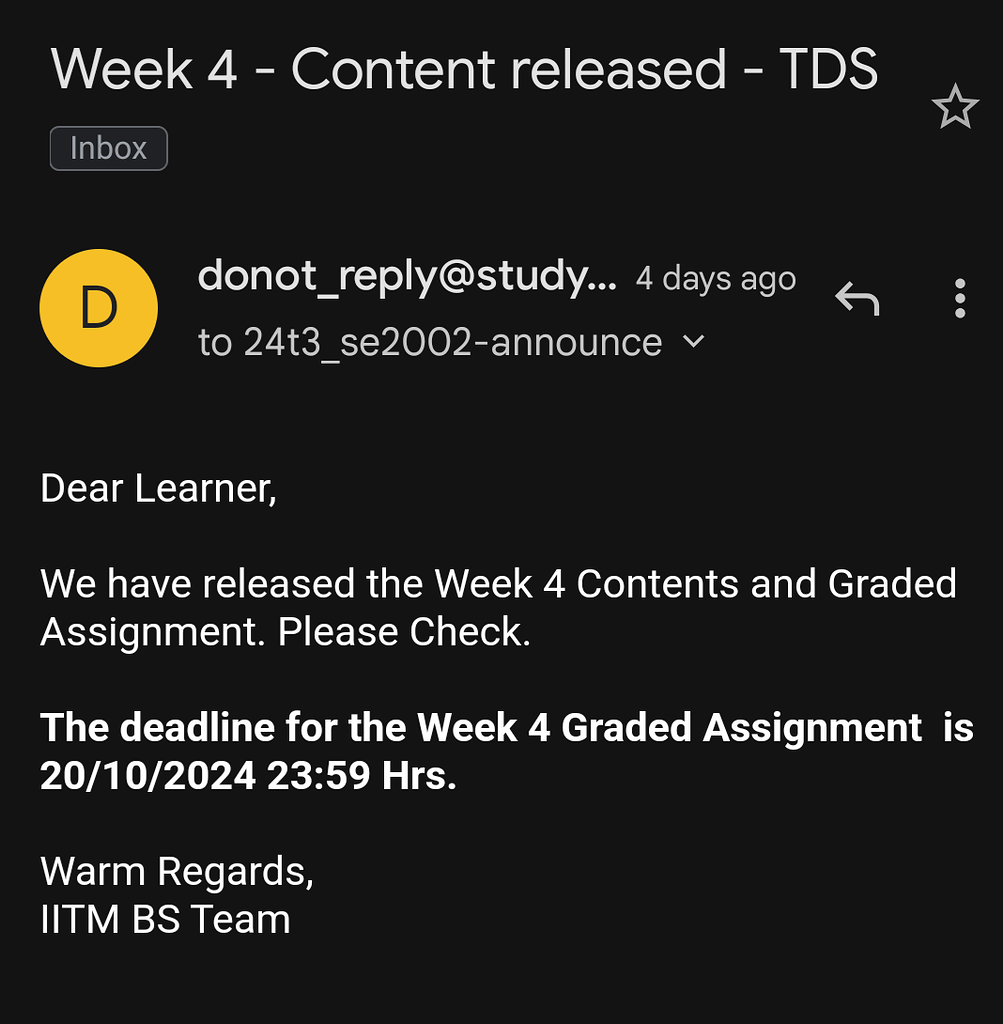 Week 4 - Content released - TDS
Inbox
D
donot_reply@study... 4 days ago
to 24t3_se2002-announce
Dear Learner,
We have released the Week 4 Contents and Graded
Assignment. Please Check.
The deadline for the Week 4 Graded Assignment  is
20/10/2024 23:59 Hrs.
Warm Regards,
IITM BS Team